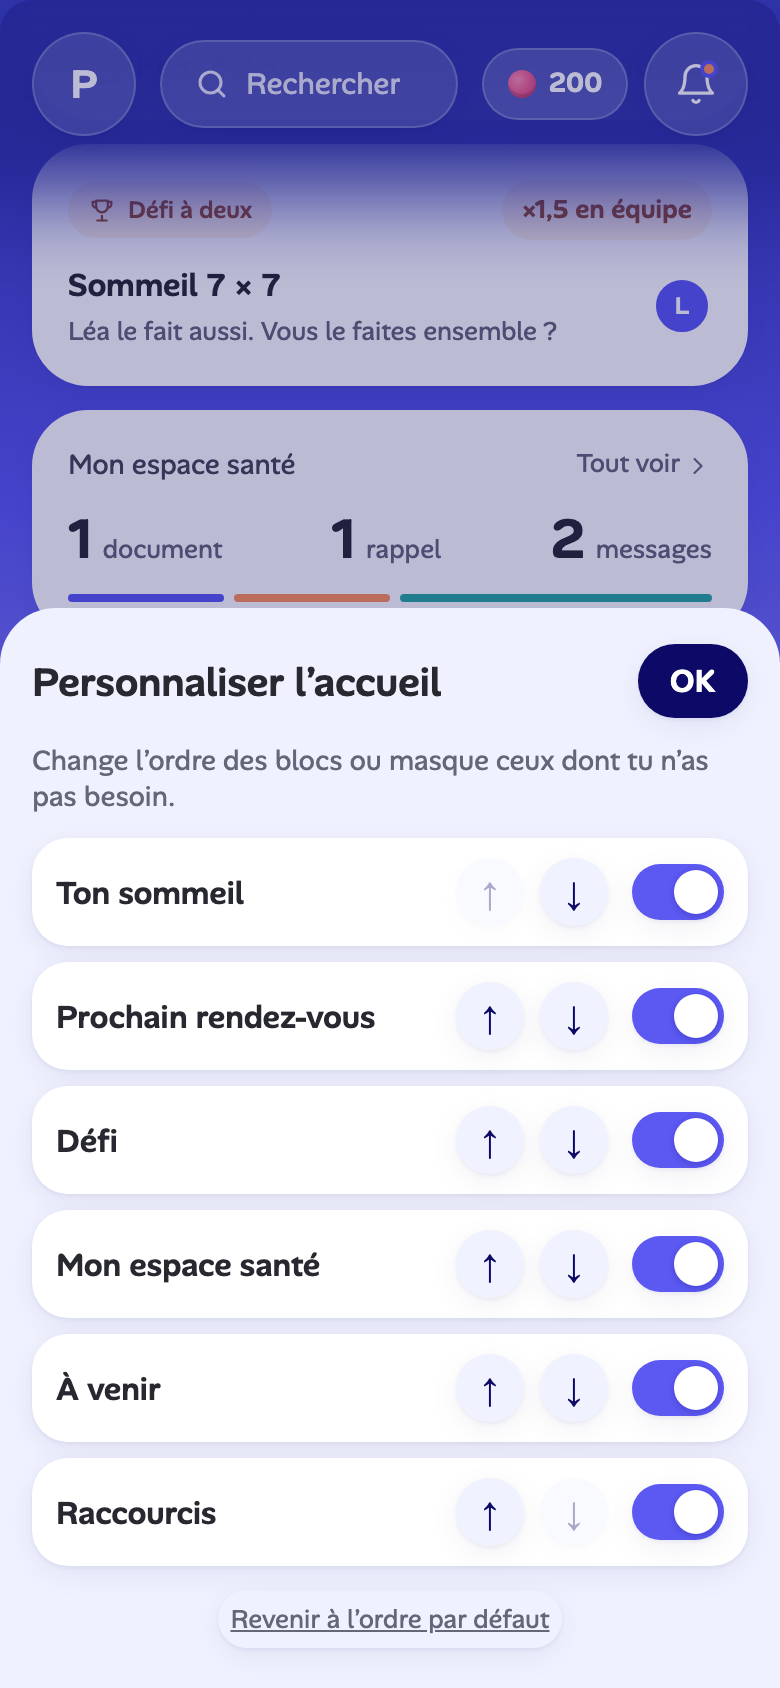 P
Rechercher
200
Défi à deux
×1,5 en équipe
Sommeil 7 × 7
Léa le fait aussi. Vous le faites ensemble ?
L
Mon espace santé
Tout voir
1 document
1 rappel
2 messages
Personnaliser l’accueil
OK
Change l’ordre des blocs ou masque ceux dont tu n’as
pas besoin.
Ton sommeil
↑ ↓
Prochain rendez-vous
↑ ↓
Défi
↑ ↓
Mon espace santé
↑ ↓
À venir
↑ ↓
Raccourcis
↑ ↓
Revenir à l’ordre par défaut